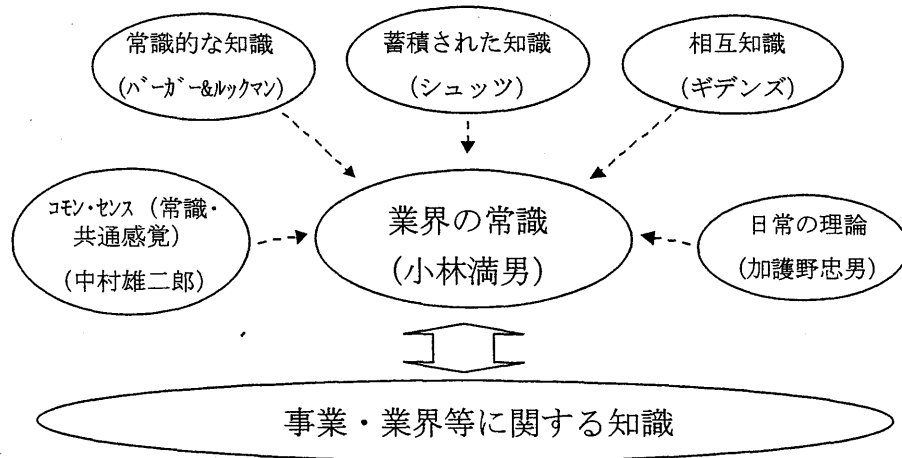 常識的な知識
(ﾊﾞｰｶﾞｰ&ルックマン)
蓄積された知識
(シュッツ)
相互知識
(ギデンズ)
ｺﾓﾝ・ｾﾝｽ (常識・
共通感覚)
(中村雄二郎)
業界の常識
(小林満男)
日常の理論
(加護野忠男)
事業・業界等に関する知識